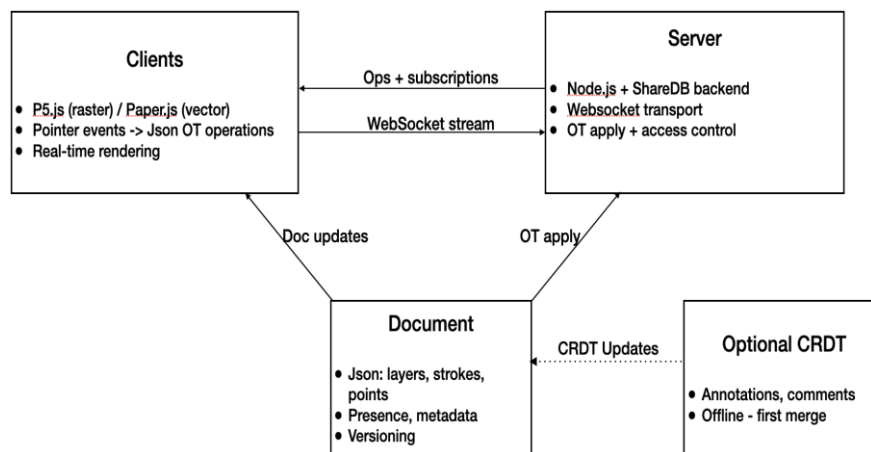 Clients
• P5.js (raster) / Paper.js (vector)
• Pointer events -> Json OT operations
• Real-time rendering
Ops + subscriptions
WebSocket stream
Server
• Node.js + ShareDB backend
• Websocket transport
• OT apply + access control
Doc updates
OT apply
Document
• Json: layers, strokes,
points
• Presence, metadata
• Versioning
CRDT Updates
Optional CRDT
• Annotations, comments
• Offline - first merge